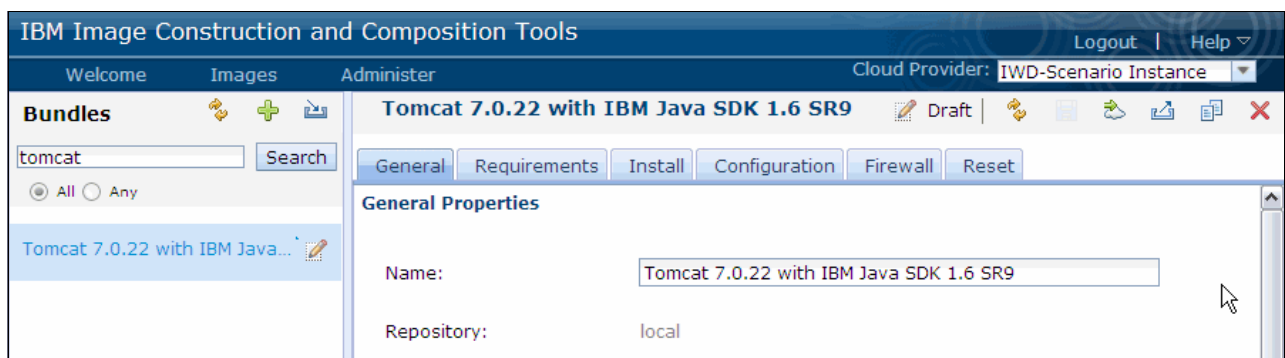 IBM Image Construction and Composition Tools
Logout | Help
Welcome Images Administer
Cloud Provider: IWD-Scenario Instance
Bundles
tomcat Search
All Any
Tomcat 7.0.22 with IBM Java...
Tomcat 7.0.22 with IBM Java SDK 1.6 SR9 Draft
General Requirements Install Configuration Firewall Reset
General Properties
Name: Tomcat 7.0.22 with IBM Java SDK 1.6 SR9
Repository: local